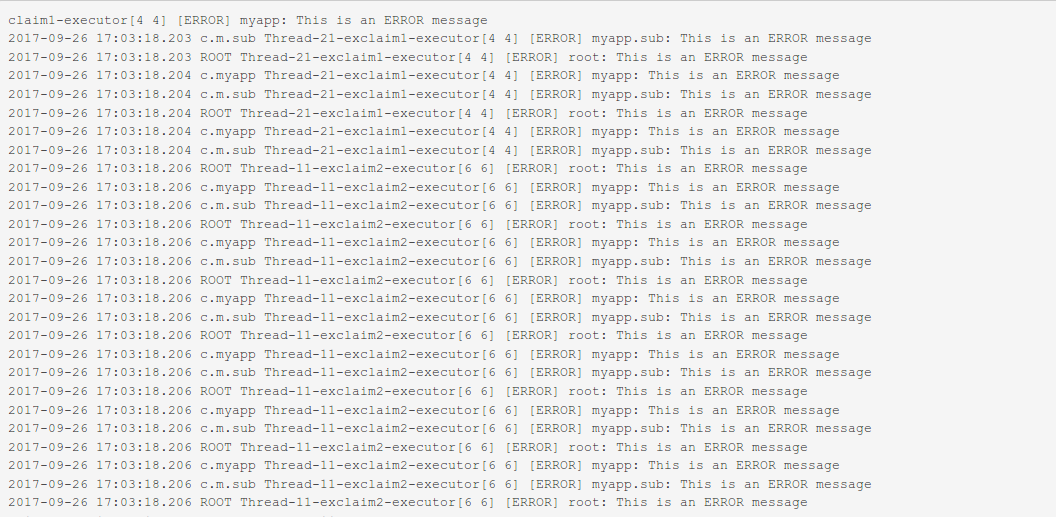 claim1-executor[4 4] [ERROR] myapp: This is an ERROR message
2017-09-26 17:03:18.203 c.m.sub Thread-21-exclaim1-executor[4 4] [ERROR] myapp.sub: This is an ERROR message
2017-09-26 17:03:18.203 ROOT Thread-21-exclaim1-executor[4 4] [ERROR] root: This is an ERROR message
2017-09-26 17:03:18.204 c.myapp Thread-21-exclaim1-executor[4 4] [ERROR] myapp: This is an ERROR message
2017-09-26 17:03:18.204 c.m.sub Thread-21-exclaim1-executor[4 4] [ERROR] myapp.sub: This is an ERROR message
2017-09-26 17:03:18.204 ROOT Thread-21-exclaim1-executor[4 4] [ERROR] root: This is an ERROR message
2017-09-26 17:03:18.204 c.myapp Thread-21-exclaim1-executor[4 4] [ERROR] myapp: This is an ERROR message
2017-09-26 17:03:18.204 c.m.sub Thread-21-exclaim1-executor[4 4] [ERROR] myapp.sub: This is an ERROR message
2017-09-26 17:03:18.206 ROOT Thread-11-exclaim2-executor[6 6] [ERROR] root: This is an ERROR message
2017-09-26 17:03:18.206 c.myapp Thread-11-exclaim2-executor[6 6] [ERROR] myapp: This is an ERROR message
2017-09-26 17:03:18.206 c.m.sub Thread-11-exclaim2-executor[6 6] [ERROR] myapp.sub: This is an ERROR message
2017-09-26 17:03:18.206 ROOT Thread-11-exclaim2-executor[6 6] [ERROR] root: This is an ERROR message
2017-09-26 17:03:18.206 c.myapp Thread-11-exclaim2-executor[6 6] [ERROR] myapp: This is an ERROR message
2017-09-26 17:03:18.206 c.m.sub Thread-11-exclaim2-executor[6 6] [ERROR] myapp.sub: This is an ERROR message
2017-09-26 17:03:18.206 ROOT Thread-11-exclaim2-executor[6 6] [ERROR] root: This is an ERROR message
2017-09-26 17:03:18.206 c.myapp Thread-11-exclaim2-executor[6 6] [ERROR] myapp: This is an ERROR message
2017-09-26 17:03:18.206 c.m.sub Thread-11-exclaim2-executor[6 6] [ERROR] myapp.sub: This is an ERROR message
2017-09-26 17:03:18.206 ROOT Thread-11-exclaim2-executor[6 6] [ERROR] root: This is an ERROR message
2017-09-26 17:03:18.206 c.myapp Thread-11-exclaim2-executor[6 6] [ERROR] myapp: This is an ERROR message
2017-09-26 17:03:18.206 c.m.sub Thread-11-exclaim2-executor[6 6] [ERROR] myapp.sub: This is an ERROR message
2017-09-26 17:03:18.206 ROOT Thread-11-exclaim2-executor[6 6] [ERROR] root: This is an ERROR message
2017-09-26 17:03:18.206 c.myapp Thread-11-exclaim2-executor[6 6] [ERROR] myapp: This is an ERROR message
2017-09-26 17:03:18.206 c.m.sub Thread-11-exclaim2-executor[6 6] [ERROR] myapp.sub: This is an ERROR message
2017-09-26 17:03:18.206 ROOT Thread-11-exclaim2-executor[6 6] [ERROR] root: This is an ERROR message
2017-09-26 17:03:18.206 c.myapp Thread-11-exclaim2-executor[6 6] [ERROR] myapp: This is an ERROR message
2017-09-26 17:03:18.206 c.m.sub Thread-11-exclaim2-executor[6 6] [ERROR] myapp.sub: This is an ERROR message
2017-09-26 17:03:18.206 ROOT Thread-11-exclaim2-executor[6 6] [ERROR] root: This is an ERROR message